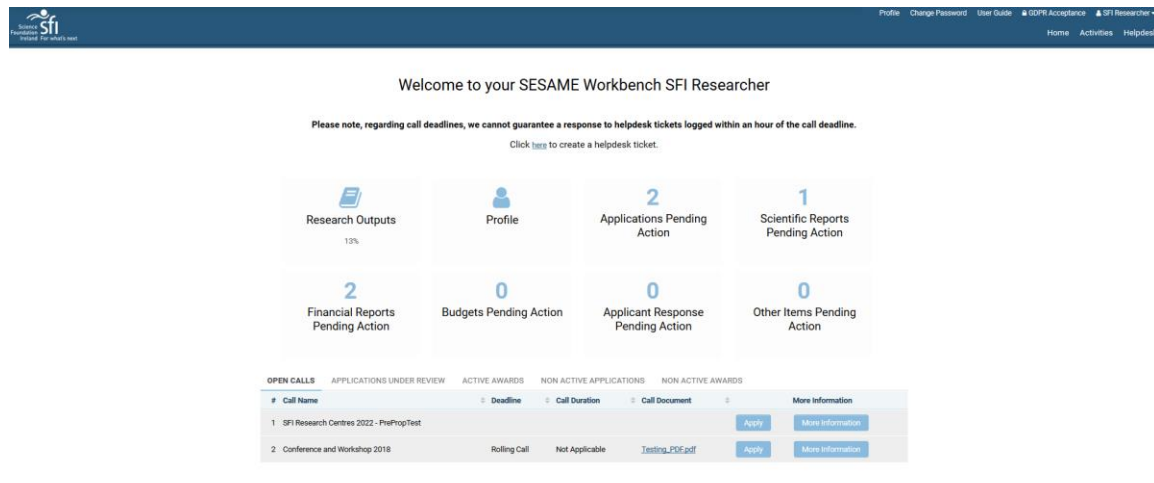 Profile Change Password User Guide GDPR Acceptance SFI Researcher
Science Foundation Ireland sfi For what's next
Home Activities Helpdesk
Welcome to your SESAME Workbench SFI Researcher
Please note, regarding call deadlines, we cannot guarantee a response to helpdesk tickets logged within an hour of the call deadline.
Click here to create a helpdesk ticket.
Research Outputs
13%
Profile
2
Applications Pending
Action
1
Scientific Reports
Pending Action
2
Financial Reports
Pending Action
0
Budgets Pending Action
0
Applicant Response
Pending Action
0
Other Items Pending
Action
OPEN CALLS APPLICATIONS UNDER REVIEW ACTIVE AWARDS NON ACTIVE APPLICATIONS NON ACTIVE AWARDS
# Call Name Deadline Call Duration Call Document More Information
1 SFI Research Centres 2022 - PrePropTest Apply More Information
2 Conference and Workshop 2018 Rolling Call Not Applicable Testing_PDF.pdf Apply More Information